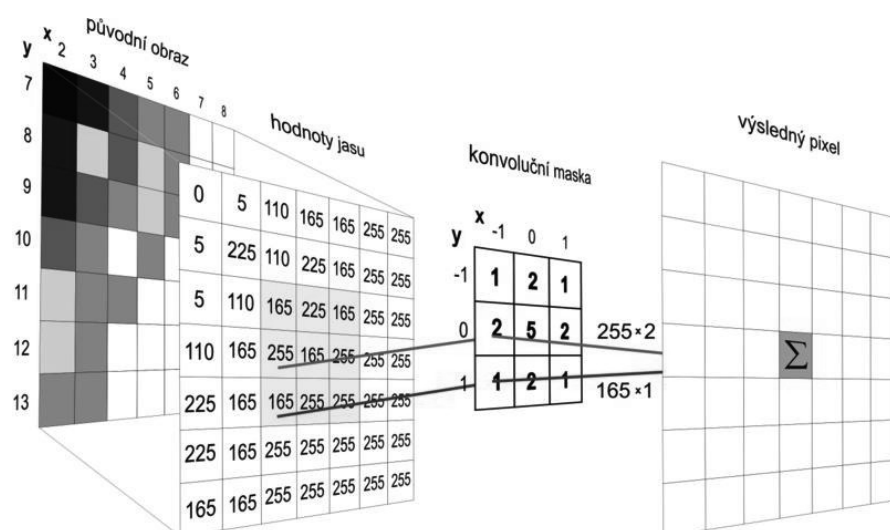 původní obraz
x 2 3 4 5 6 7 8
y
7
8
9
10
11
12
13
hodnoty jasu
0 5 110 165 165 255 255
5 225 110 225 165 255 255
5 110 165 225 165 255 255
110 165 255 165 255 255 255
225 165 165 255 255 255 255
225 165 255 255 255 255 255
165 165 255 255 255 255 255
konvoluční maska
x
-1 0 1
y
-1 1 2 1
0 2 5 2
1 1 2 1
255×2
165×1
výsledný pixel
Σ